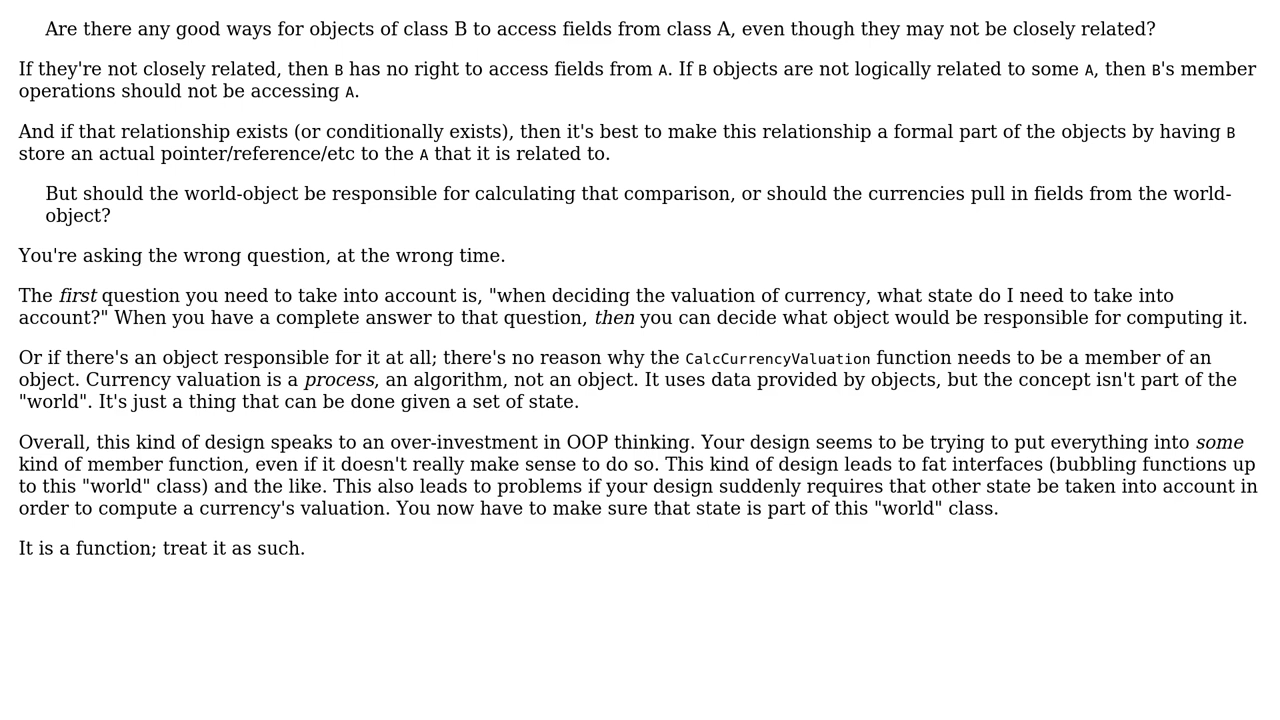 Are there any good ways for objects of class B to access fields from class A, even though they may not be closely related?
If they're not closely related, then B has no right to access fields from A. If B objects are not logically related to some A, then B's member
operations should not be accessing A.
And if that relationship exists (or conditionally exists), then it's best to make this relationship a formal part of the objects by having B
store an actual pointer/reference/etc to the A that it is related to.
But should the world-object be responsible for calculating that comparison, or should the currencies pull in fields from the world-
object?
You're asking the wrong question, at the wrong time.
The first question you need to take into account is, "when deciding the valuation of currency, what state do I need to take into
account?" When you have a complete answer to that question, then you can decide what object would be responsible for computing it.
Or if there's an object responsible for it at all; there's no reason why the CalcCurrencyValuation function needs to be a member of an
object. Currency valuation is a process, an algorithm, not an object. It uses data provided by objects, but the concept isn't part of the
"world". It's just a thing that can be done given a set of state.
Overall, this kind of design speaks to an over-investment in OOP thinking. Your design seems to be trying to put everything into some
kind of member function, even if it doesn't really make sense to do so. This kind of design leads to fat interfaces (bubbling functions up
to this "world" class) and the like. This also leads to problems if your design suddenly requires that other state be taken into account in
order to compute a currency's valuation. You now have to make sure that state is part of this "world" class.
It is a function; treat it as such.